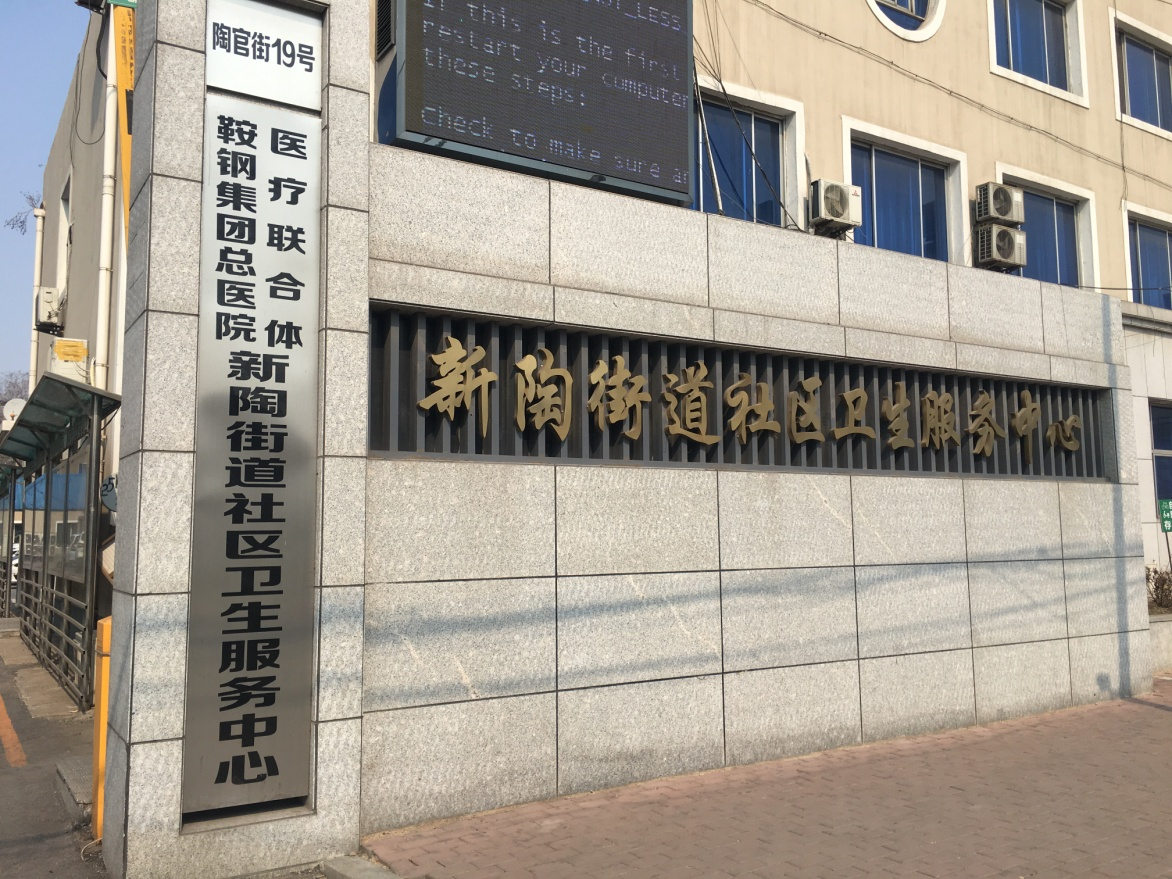 陶官街19号
鞍钢集团总医院
医疗联合体
新陶街道社区卫生服务中心
NOT_LESS
If this is the first
restart your computer
these steps:
Check to make sure
新陶街道社区卫生服务中心